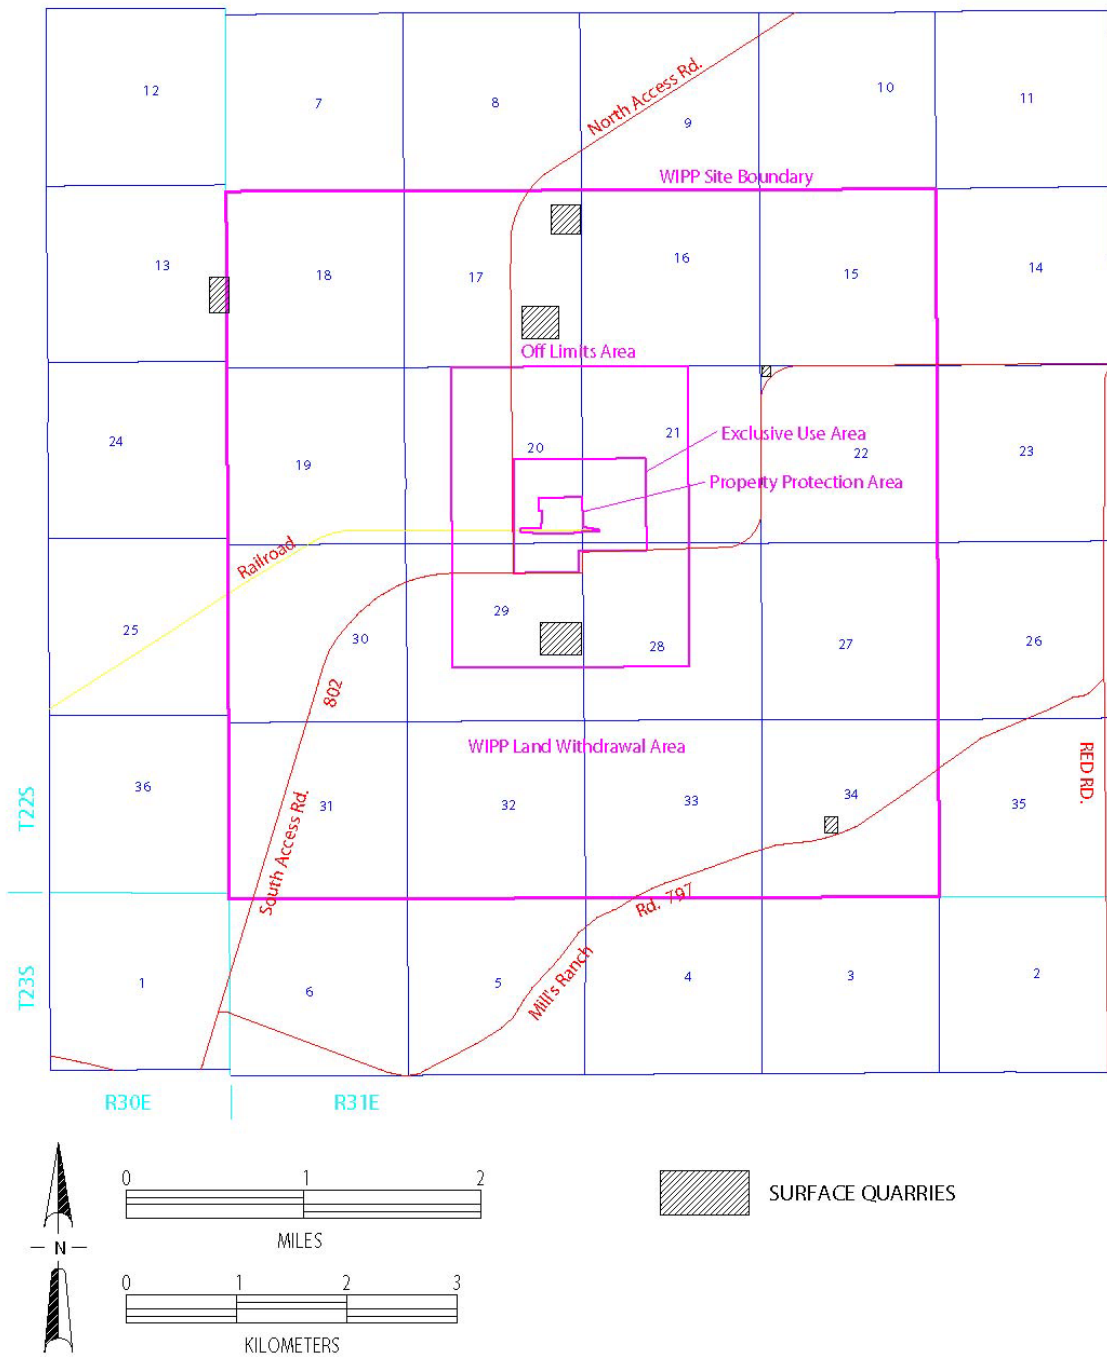 12
7
8
North Access Rd.
9
10
11
WIPP Site Boundary
13
18
17
16
15
14
Off Limits Area
24
19
20
21
Exclusive Use Area
22
23
Property Protection Area
Railroad
25
30
29
28
27
26
802
WIPP Land Withdrawal Area
36
31
32
33
34
35
RED RD.
T22S
South Access Rd.
Rd. 797
T23S
1
6
5
Mill's Ranch
4
3
2
R30E
R31E
0 1 2
MILES
SURFACE QUARRIES
N
0 1 2 3
KILOMETERS